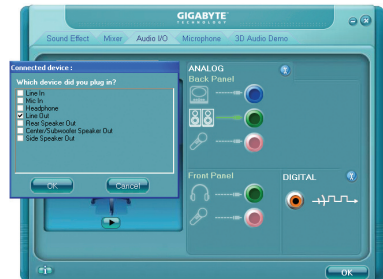 GIGABYTE
TECHNOLOGY
Sound Effect Mixer Audio I/O Microphone 3D Audio Demo
Connected device :
Which device did you plug in?
Line In
Mic In
Headphone
Line Out
Rear Speaker Out
Center/Subwoofer Speaker Out
Side Speaker Out
OK Cancel
ANALOG
Back Panel
Front Panel
DIGITAL
OK